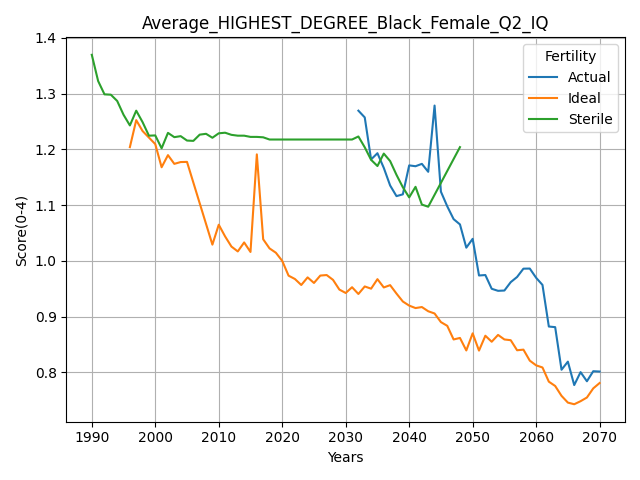 Average_HIGHEST_DEGREE_Black_Female_Q2_IQ
Fertility
Actual
Ideal
Sterile
Score(0-4)
1.4
1.3
1.2
1.1
1.0
0.9
0.8
1990 2000 2010 2020 2030 2040 2050 2060 2070
Years